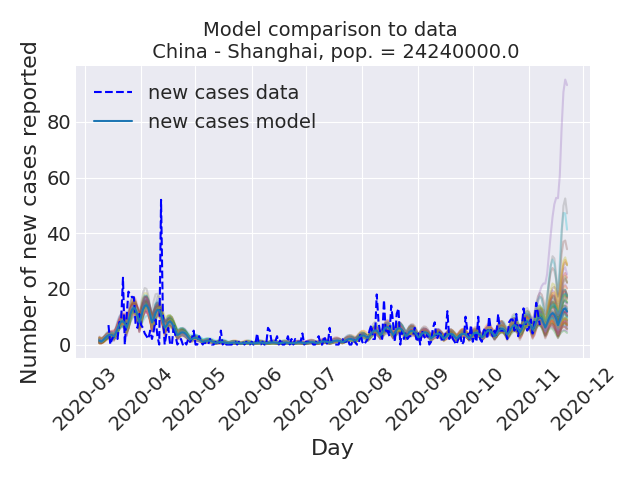 Model comparison to data
China - Shanghai, pop. = 24240000.0
Number of new cases reported
new cases data
new cases model
80
60
40
20
0
2020-03
2020-04
2020-05
2020-06
2020-07
2020-08
2020-09
2020-10
2020-11
2020-12
Day